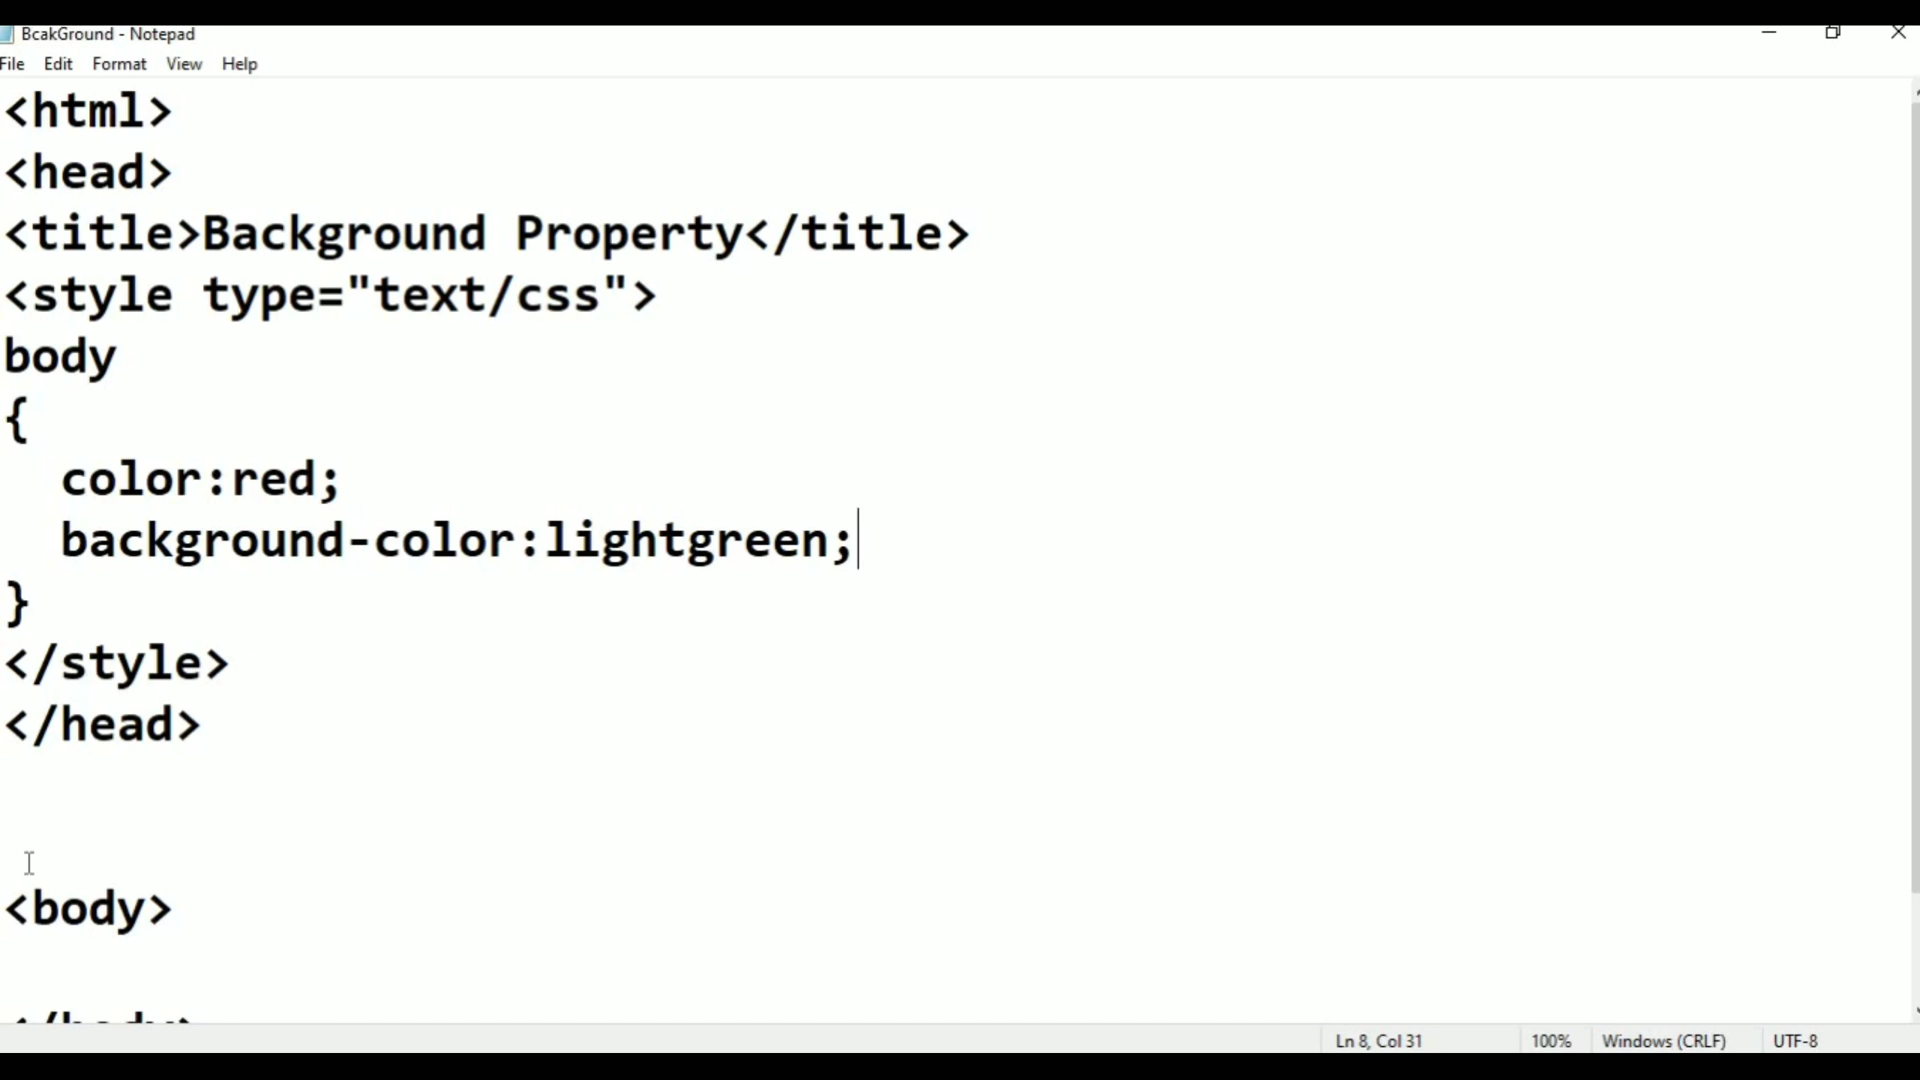 BcakGround - Notepad
File Edit Format View Help
<html>
<head>
<title>Background Property</title>
<style type="text/css">
body
{
color:red;
background-color:lightgreen;
}
</style>
</head>
<body>
</body>
Ln 8, Col 31 100% Windows (CRLF) UTF-8